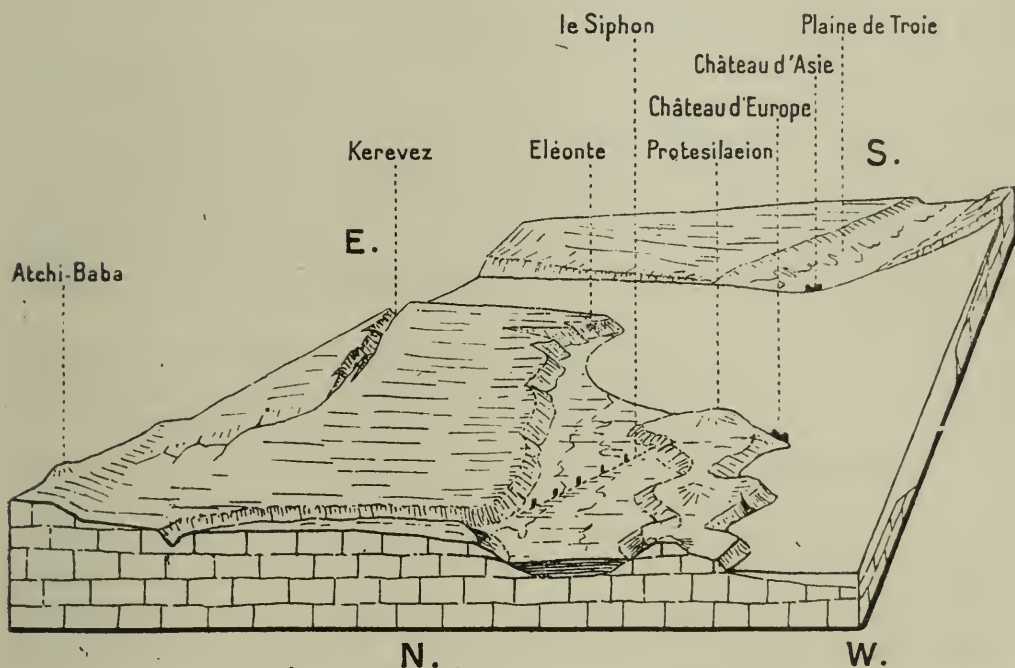 le Siphon
Plaine de Troie
Château d'Asie
Château d'Europe
Kerevez
Eléonte
Protesilaeion
S.
E.
Atchi-Baba
N.
W.